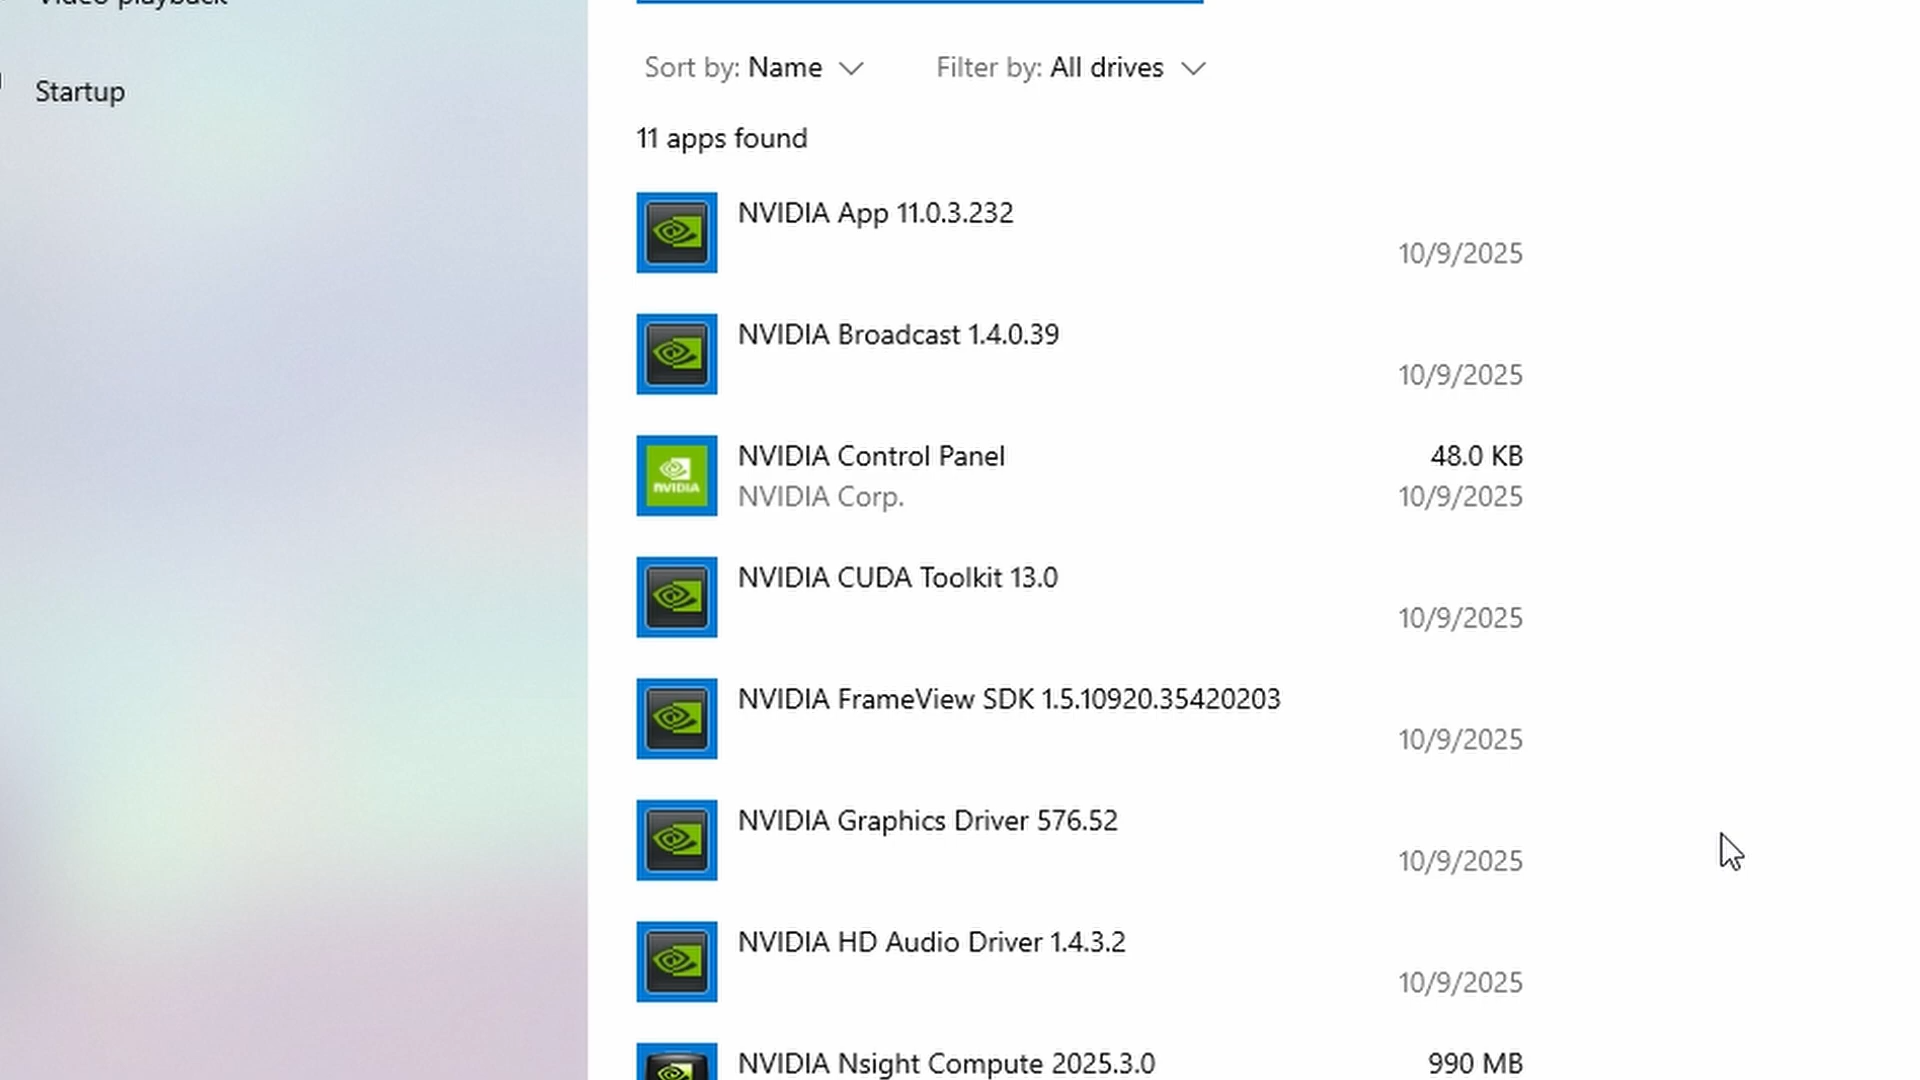 Video playback
Startup
Sort by: Name
Filter by: All drives
11 apps found
NVIDIA App 11.0.3.232
10/9/2025
NVIDIA Broadcast 1.4.0.39
10/9/2025
NVIDIA Control Panel
48.0 KB
NVIDIA
NVIDIA Corp.
10/9/2025
NVIDIA CUDA Toolkit 13.0
10/9/2025
NVIDIA FrameView SDK 1.5.10920.35420203
10/9/2025
NVIDIA Graphics Driver 576.52
10/9/2025
NVIDIA HD Audio Driver 1.4.3.2
10/9/2025
NVIDIA Nsight Compute 2025.3.0
990 MB